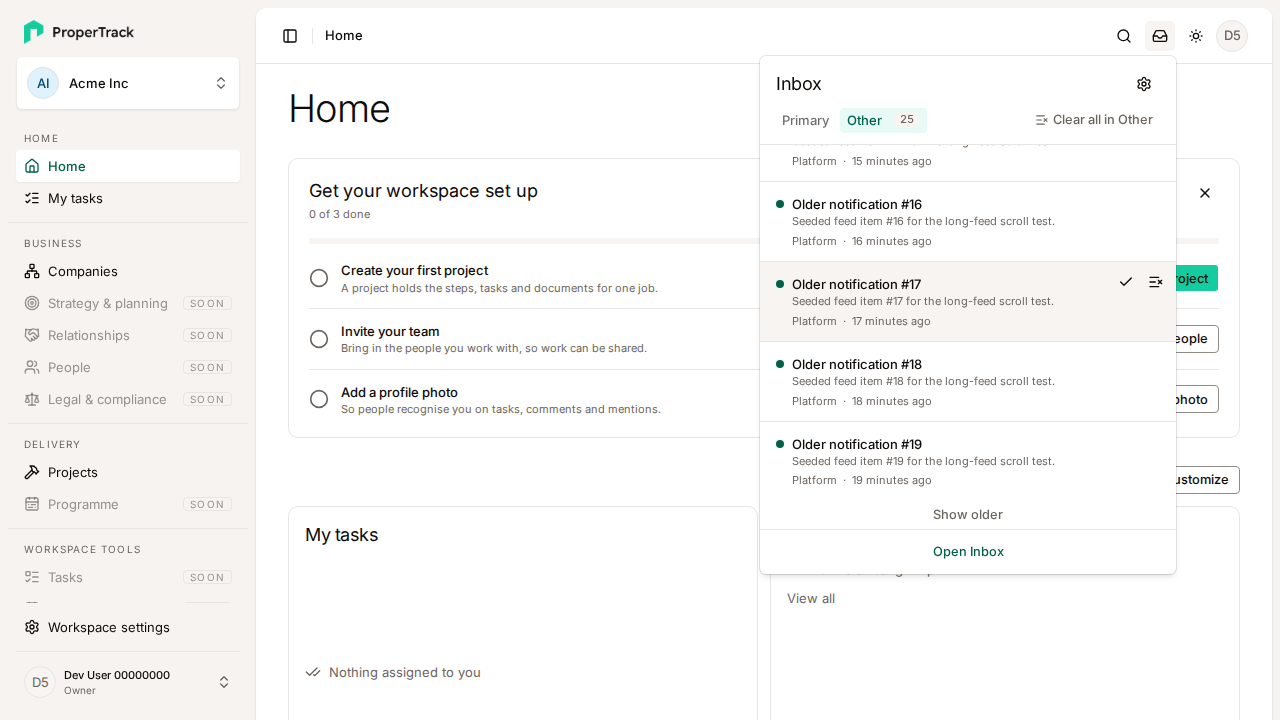 ProperTrack
AI
Acme Inc
HOME
Home
My tasks
BUSINESS
Companies
Strategy & planning SOON
Relationships SOON
People SOON
Legal & compliance SOON
DELIVERY
Projects
Programme SOON
WORKSPACE TOOLS
Tasks SOON
Workspace settings
D5
Dev User 00000000
Owner
Home
D5
Home
Get your workspace set up
0 of 3 done
Create your first project
A project holds the steps, tasks and documents for one job.
Invite your team
Bring in the people you work with, so work can be shared.
Add a profile photo
So people recognise you on tasks, comments and mentions.
My tasks
Nothing assigned to you
View all
Inbox
Primary
Other 25
Clear all in Other
Platform · 15 minutes ago
Older notification #16
Seeded feed item #16 for the long-feed scroll test.
Platform · 16 minutes ago
Older notification #17
Seeded feed item #17 for the long-feed scroll test.
Platform · 17 minutes ago
Older notification #18
Seeded feed item #18 for the long-feed scroll test.
Platform · 18 minutes ago
Older notification #19
Seeded feed item #19 for the long-feed scroll test.
Platform · 19 minutes ago
Show older
Open Inbox
photo